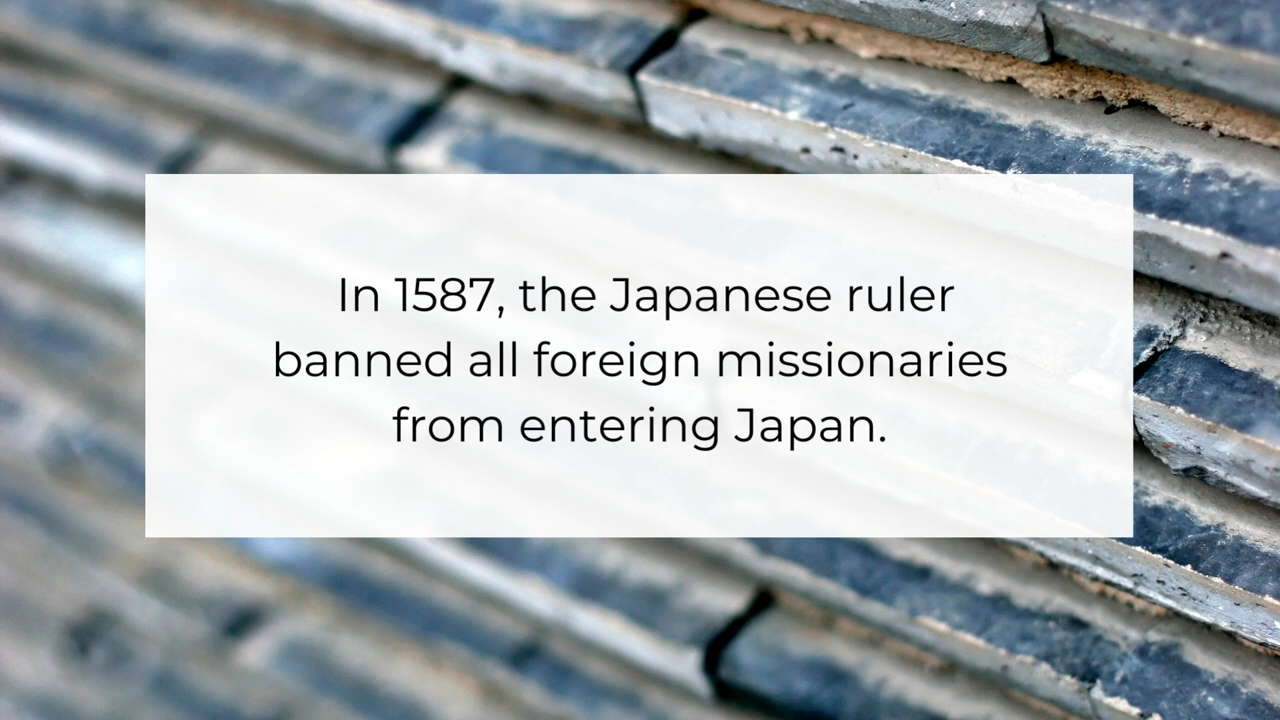 In 1587, the Japanese ruler
banned all foreign missionaries
from entering Japan.